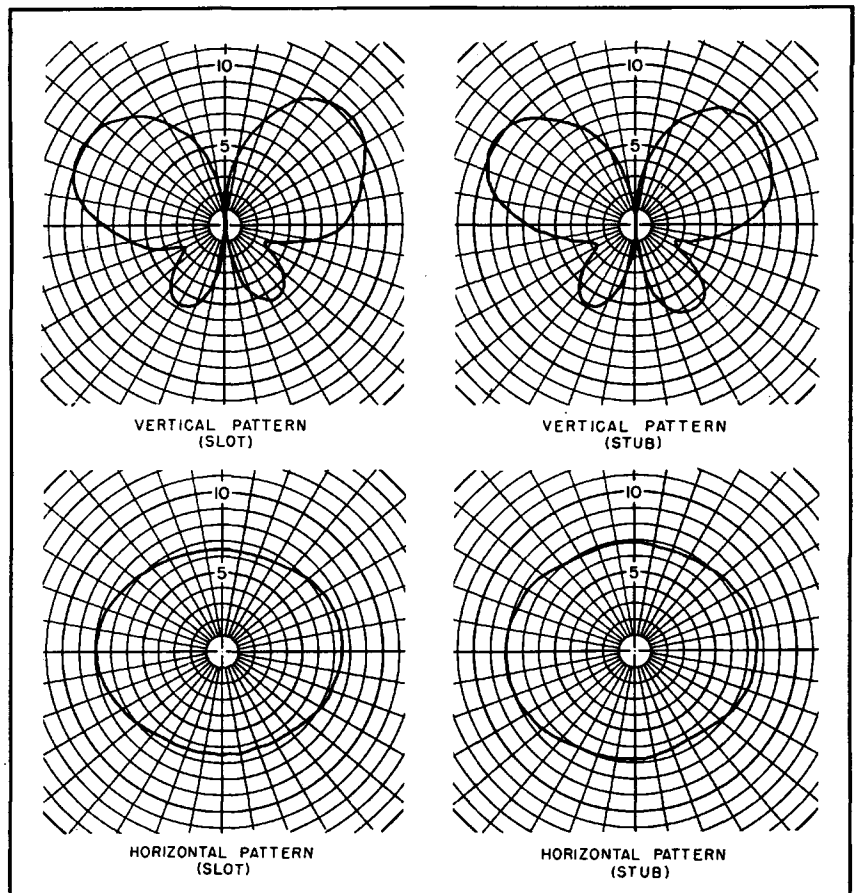 10
5
VERTICAL PATTERN
(SLOT)
10
5
VERTICAL PATTERN
(STUB)
10
5
HORIZONTAL PATTERN
(SLOT)
10
5
HORIZONTAL PATTERN
(STUB)